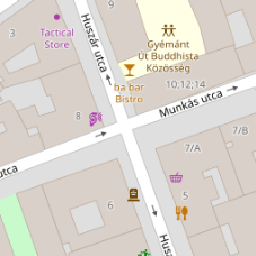 9
3
Tactical
Store
Huszár utca
Gyémánt
Út Buddhista
Közösség
ba bar
Bistro
10;12;14
Munkás utca
8
7/B
7/A
utca
6
5
Husz